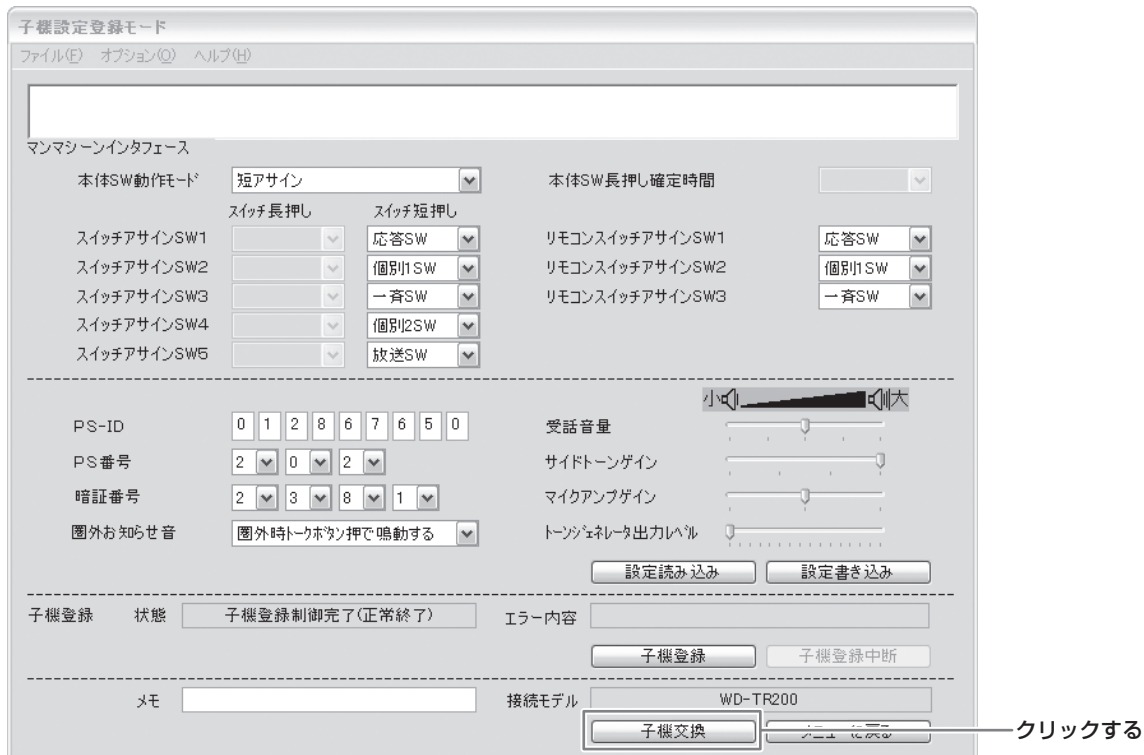 子機設定登録モード
ファイル(F) オプション(O) ヘルプ(H)
マンマシーンインタフェース
本体SW動作モード 短アサイン 本体SW長押し確定時間
スイッチ長押し スイッチ短押し
スイッチアサインSW1 応答SW リモコンスイッチアサインSW1 応答SW
スイッチアサインSW2 個別1SW リモコンスイッチアサインSW2 個別1SW
スイッチアサインSW3 一斉SW リモコンスイッチアサインSW3 一斉SW
スイッチアサインSW4 個別2SW
スイッチアサインSW5 放送SW
小 大
PS-ID 0 1 2 8 6 7 6 5 0 受話音量
PS番号 2 0 2 サイドトーンゲイン
暗証番号 2 3 8 1 マイクアンプゲイン
圏外お知らせ音 圏外時トークボタン押で鳴動する トーンジェネレータ出力レベル
設定読み込み 設定書き込み
子機登録 状態 子機登録制御完了(正常終了) エラー内容
子機登録 子機登録中断
メモ 接続モデル WD-TR200
子機交換 メニューに戻る クリックする